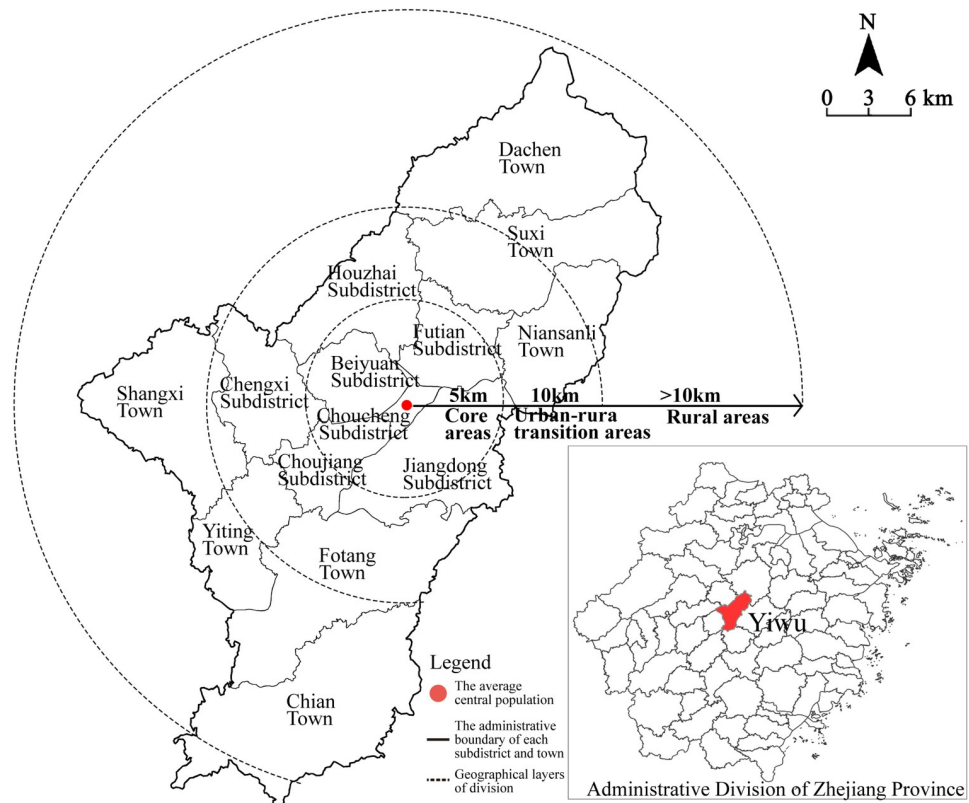 N
0 3 6 km
Dachen
Town
Suxi
Town
Houzhai
Subdistrict
Futian
Subdistrict
Niansanli
Town
Beiyuan
Subdistrict
Shangxi
Town
Chengxi
Subdistrict
5km
Core
areas
10km
Urban-rura
transition areas
>10km
Rural areas
Choucheng
Subdistrict
Choujiang
Subdistrict
Jiangdong
Subdistrict
Yiting
Town
Fotang
Town
Chian
Town
Legend
The average
central population
The administrative
boundary of each
subdistrict and town
Geographical layers
of division
Yiwu
Administrative Division of Zhejiang Province